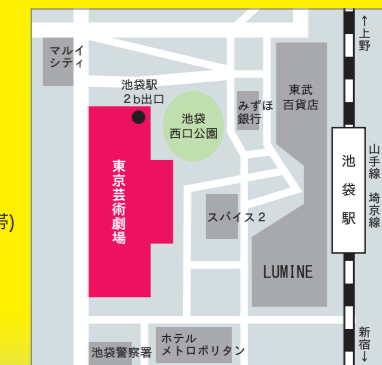 ↑上野
マルイ
シティ
池袋駅
2b出口
池袋
西口公園
みずほ
銀行
東武
百貨店
池袋駅
山手線 埼京線
東京芸術劇場
帯)
スパイス2
LUMINE
新宿↓
池袋警察署
ホテル
メトロポリタン